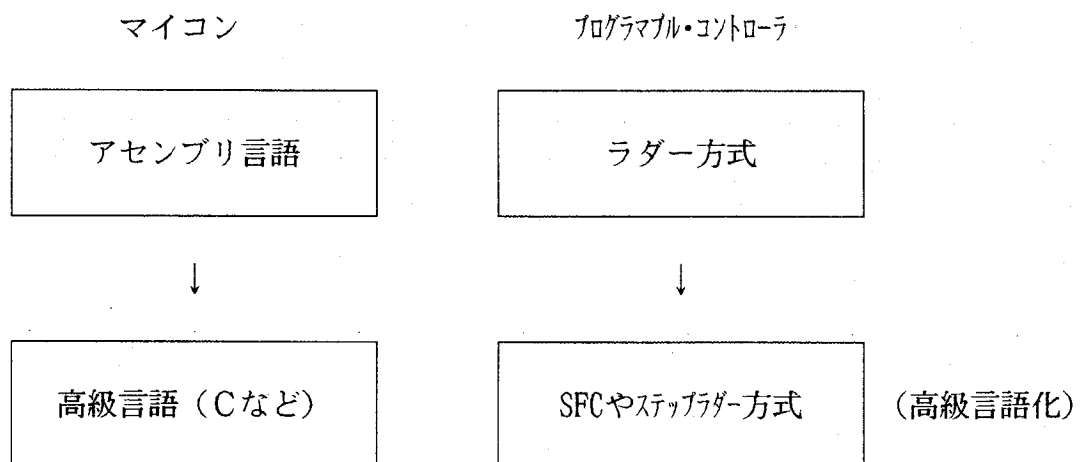 マイコン
ﾌﾟﾛｸﾞﾗﾏﾌﾞﾙ・ｺﾝﾄﾛｰﾗ
アセンブリ言語
ラダー方式
↓
↓
高級言語（Cなど）
SFCやｽﾃｯﾌﾟﾗﾀﾞｰ方式
（高級言語化）